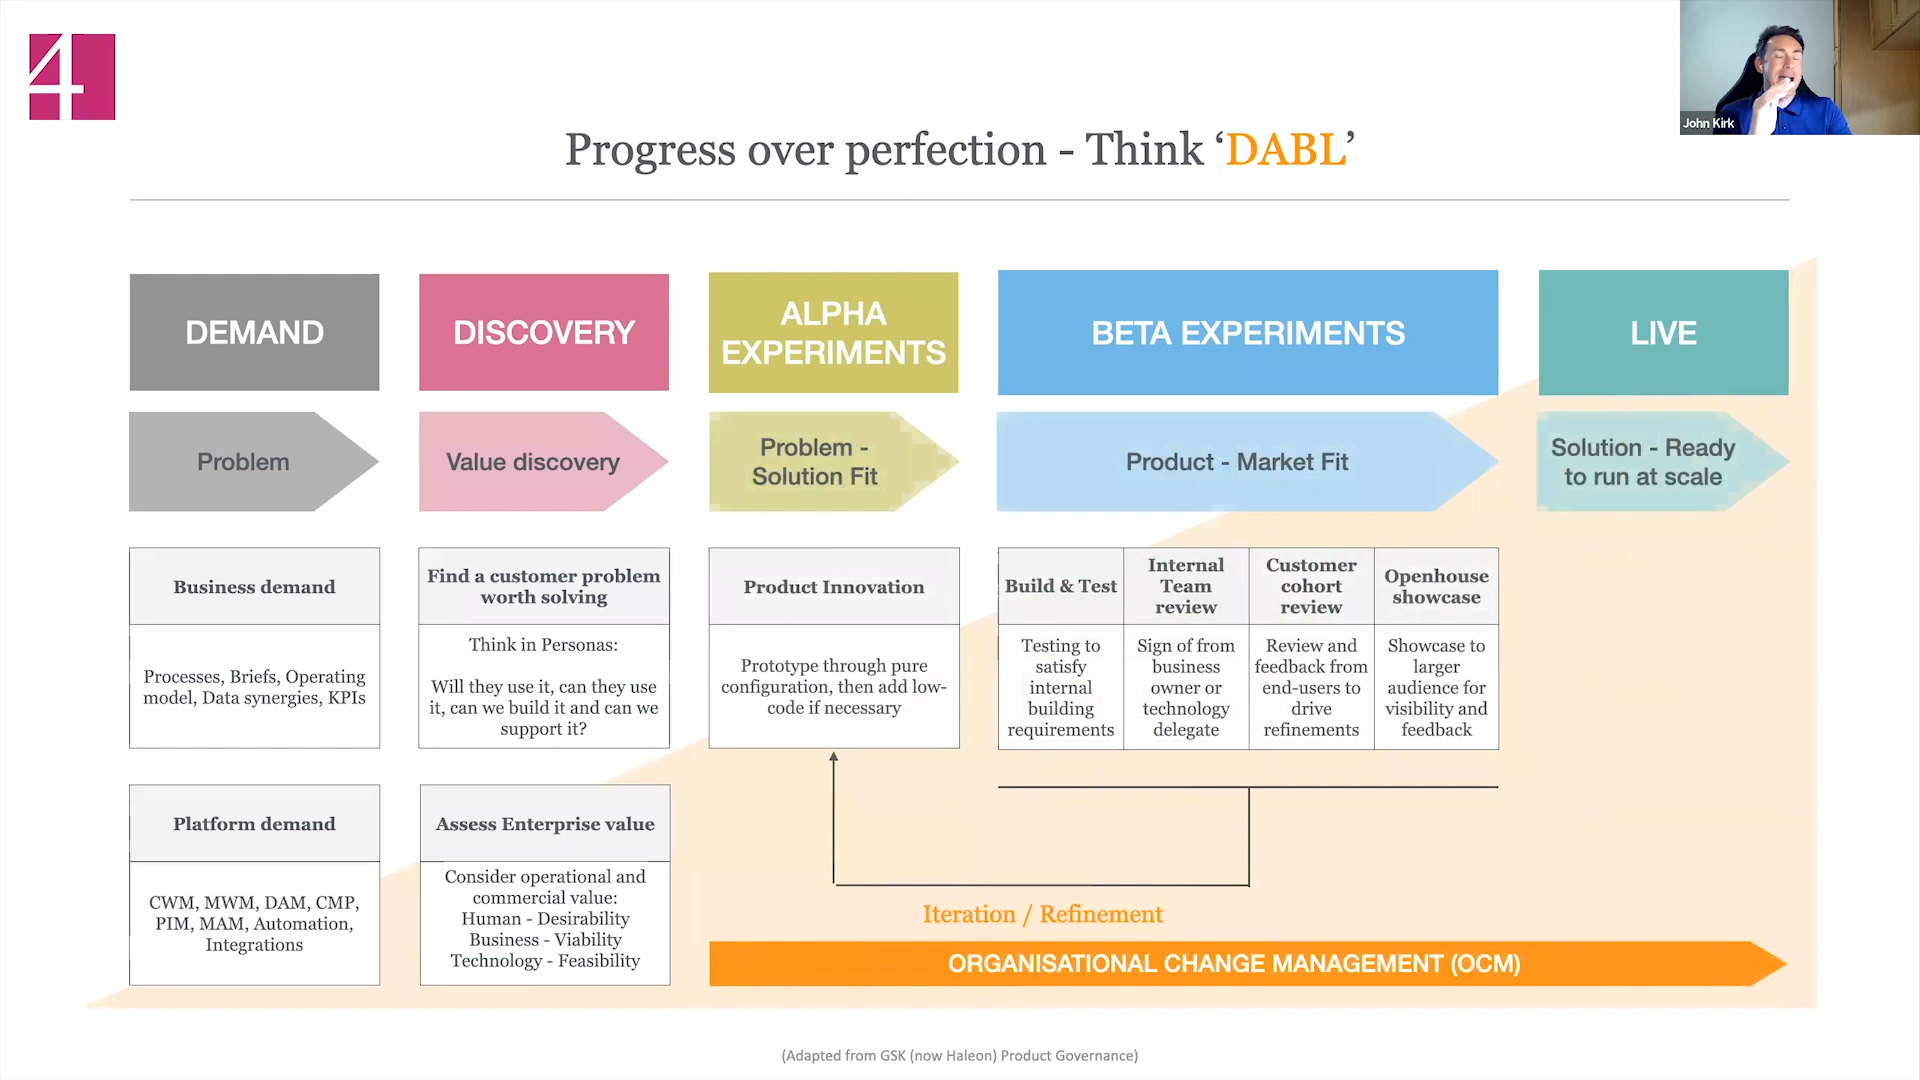 4
John Kirk
Progress over perfection - Think ‘DABL’
DEMAND
DISCOVERY
ALPHA
EXPERIMENTS
BETA EXPERIMENTS
LIVE
Problem
Value discovery
Problem -
Solution Fit
Product - Market Fit
Solution - Ready
to run at scale
Business demand
Processes, Briefs, Operating
model, Data synergies, KPIs
Find a customer problem
worth solving
Think in Personas:
Will they use it, can they use
it, can we build it and can we
support it?
Product Innovation
Prototype through pure
configuration, then add low-
code if necessary
Build & Test
Testing to
satisfy
internal
building
requirements
Internal
Team
review
Sign of from
business
owner or
technology
delegate
Customer
cohort
review
Review and
feedback from
end-users to
drive
refinements
Openhouse
showcase
Showcase to
larger
audience for
visibility and
feedback
Platform demand
CWM, MWM, DAM, CMP,
PIM, MAM, Automation,
Integrations
Assess Enterprise value
Consider operational and
commercial value:
Human - Desirability
Business - Viability
Technology - Feasibility
Iteration / Refinement
ORGANISATIONAL CHANGE MANAGEMENT (OCM)
(Adapted from GSK (now Haleon) Product Governance)